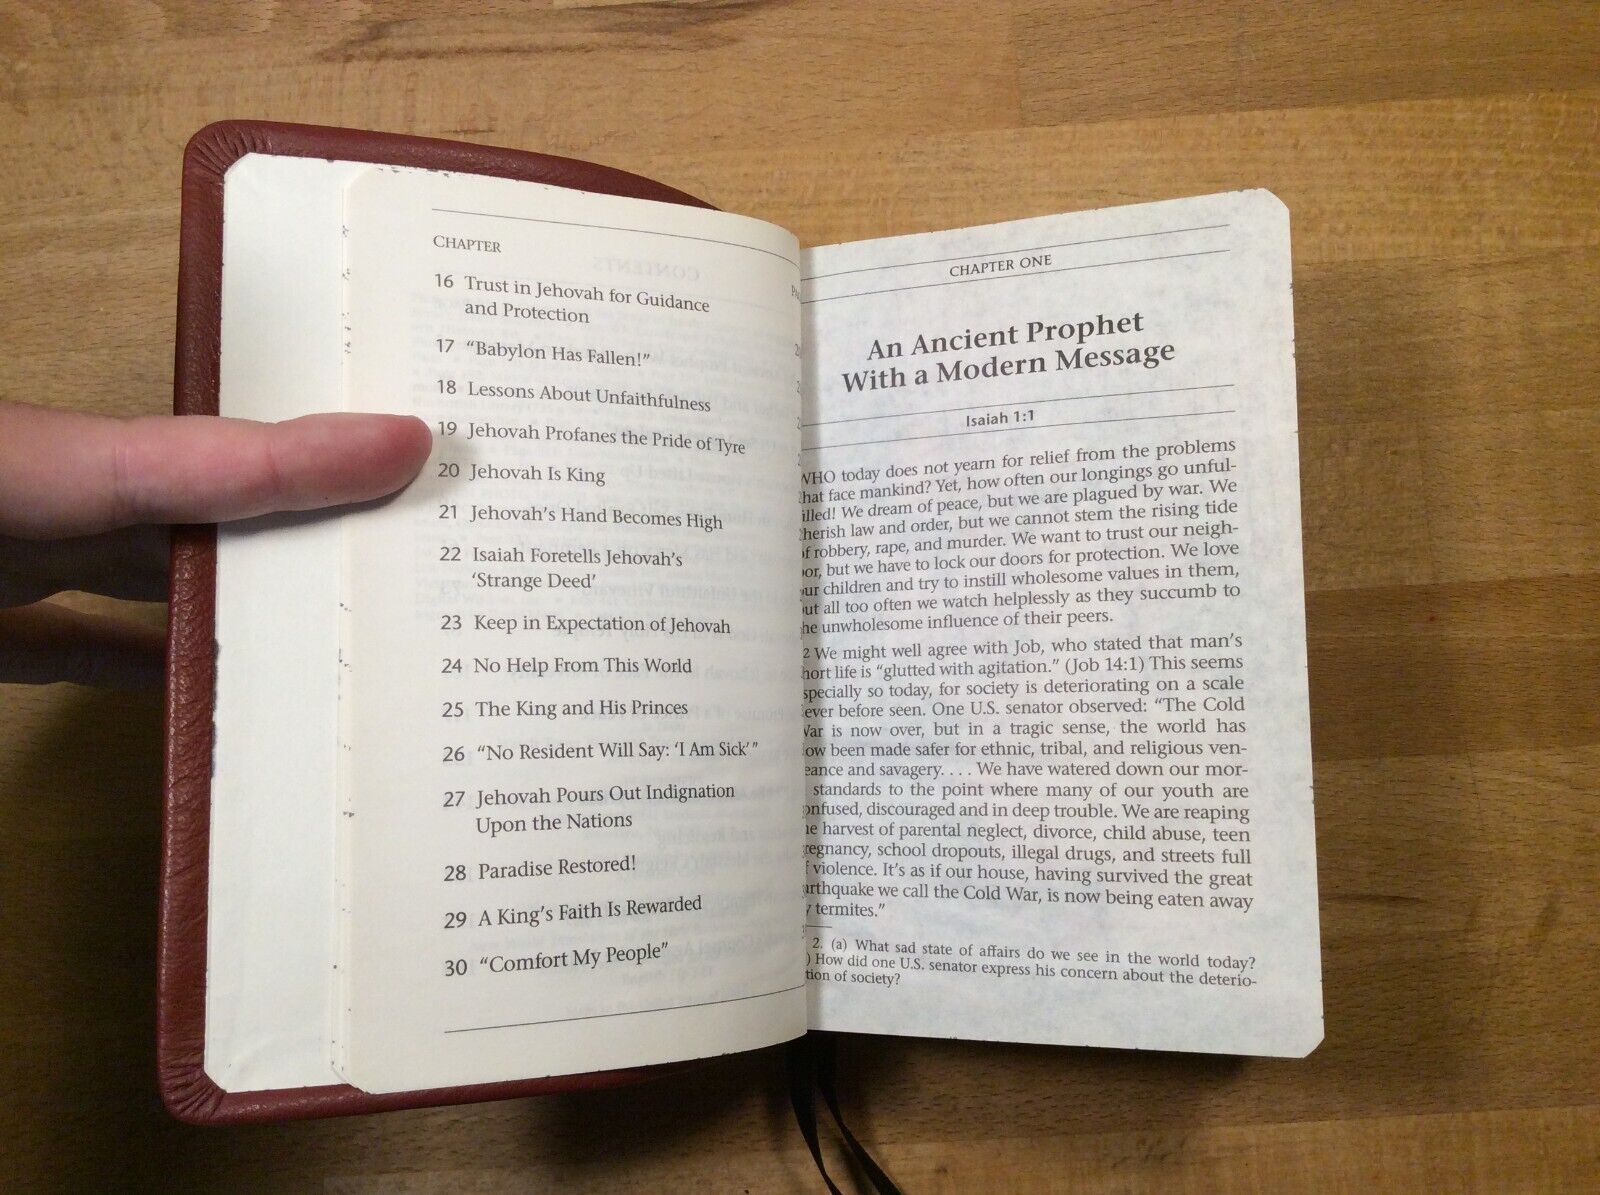 CHAPTER
16 Trust in Jehovah for Guidance
and Protection
17 “Babylon Has Fallen!”
18 Lessons About Unfaithfulness
19 Jehovah Profanes the Pride of Tyre
20 Jehovah Is King
21 Jehovah’s Hand Becomes High
22 Isaiah Foretells Jehovah’s
‘Strange Deed’
23 Keep in Expectation of Jehovah
24 No Help From This World
25 The King and His Princes
26 “No Resident Will Say: ‘I Am Sick’”
27 Jehovah Pours Out Indignation
Upon the Nations
28 Paradise Restored!
29 A King’s Faith Is Rewarded
30 “Comfort My People”
CHAPTER ONE
An Ancient Prophet
With a Modern Message
Isaiah 1:1
WHO today does not yearn for relief from the problems
that face mankind? Yet, how often our longings go unful-
illed! We dream of peace, but we are plagued by war. We
cherish law and order, but we cannot stem the rising tide
of robbery, rape, and murder. We want to trust our neigh-
bor, but we have to lock our doors for protection. We love
our children and try to instill wholesome values in them,
but all too often we watch helplessly as they succumb to
the unwholesome influence of their peers.
2 We might well agree with Job, who stated that man’s
hort life is “glutted with agitation.” (Job 14:1) This seems
specially so today, for society is deteriorating on a scale
ever before seen. One U.S. senator observed: “The Cold
War is now over, but in a tragic sense, the world has
ow been made safer for ethnic, tribal, and religious ven-
eance and savagery. . . . We have watered down our mor-
standards to the point where many of our youth are
onfused, discouraged and in deep trouble. We are reaping
he harvest of parental neglect, divorce, child abuse, teen
regnancy, school dropouts, illegal drugs, and streets full
f violence. It’s as if our house, having survived the great
arthquake we call the Cold War, is now being eaten away
y termites.”
2. (a) What sad state of affairs do we see in the world today?
) How did one U.S. senator express his concern about the deterio-
tion of society?